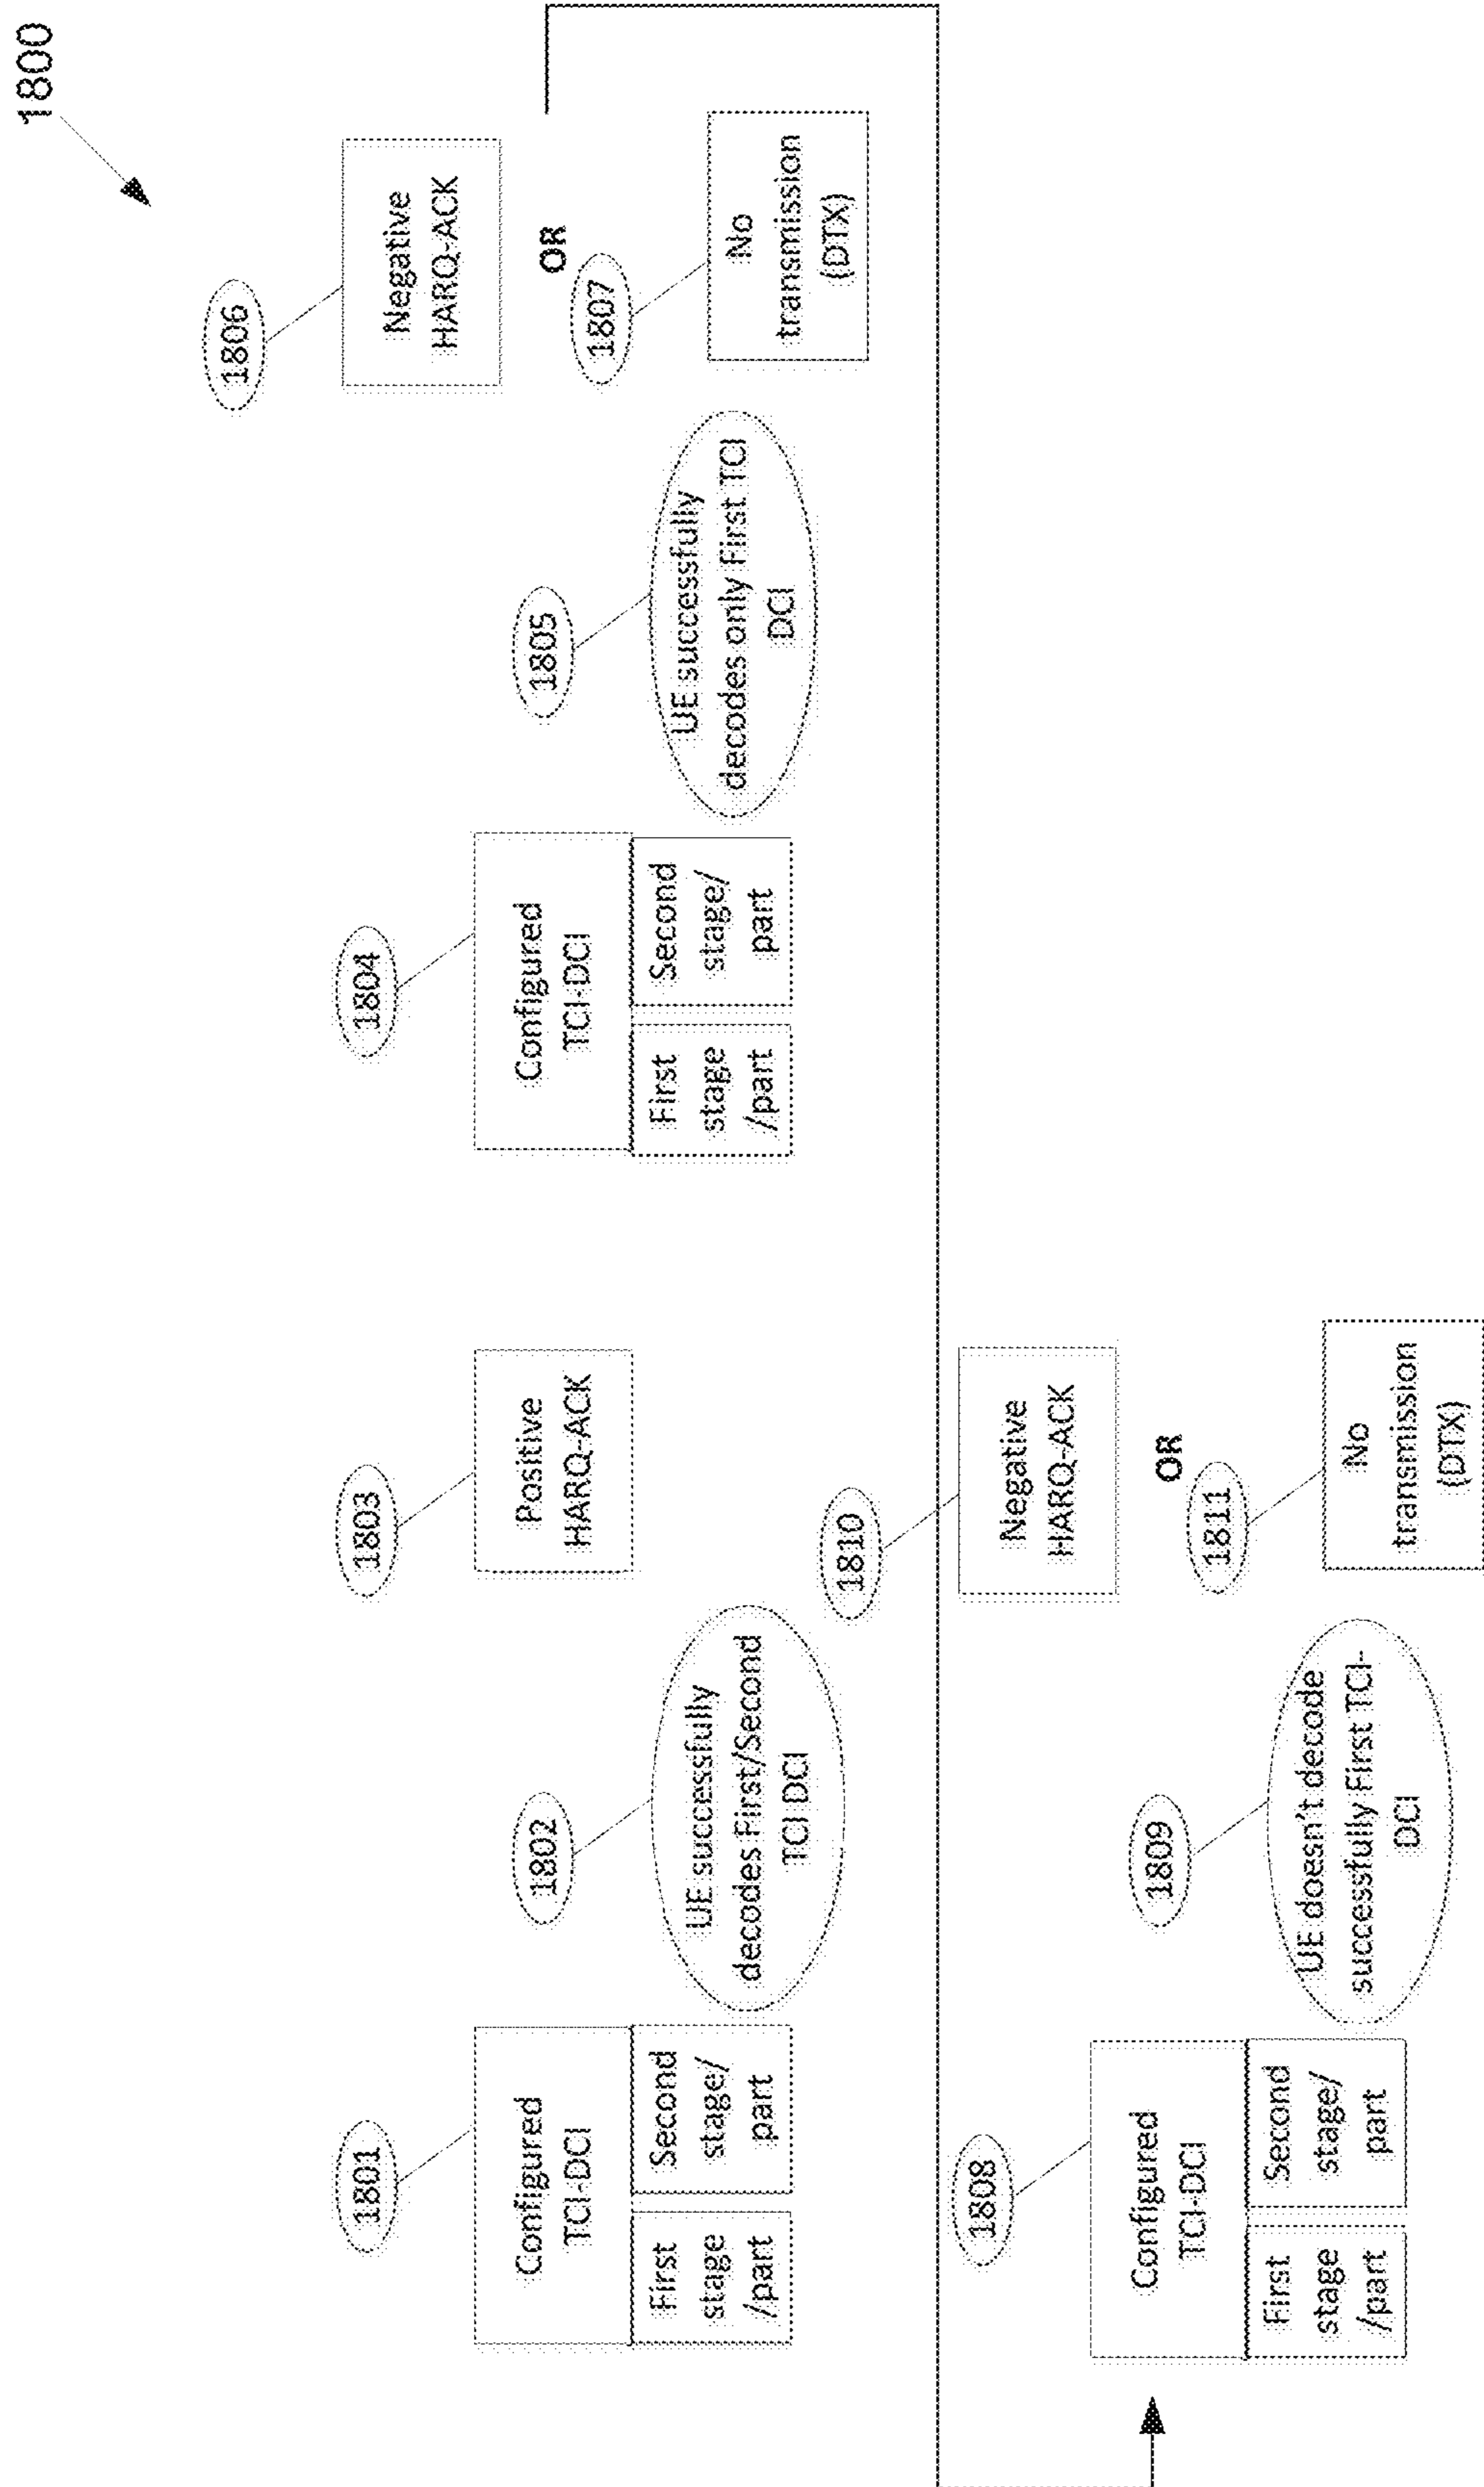 1800
1801
Configured
TCI-DCI
First
stage
/part
Second
stage/
part
1802
UE successfully
decodes First/Second
TCI DCI
1803
Positive
HARQ-ACK
1804
Configured
TCI-DCI
First
stage
/part
Second
stage/
part
1805
UE successfully
decodes only First TCI
DCI
1806
Negative
HARQ-ACK
OR
1807
No
transmission
(DTX)
1808
Configured
TCI-DCI
First
stage
/part
Second
stage/
part
1809
UE doesn't decode
successfully First TCI-
DCI
1810
Negative
HARQ-ACK
OR
1811
No
transmission
(DTX)